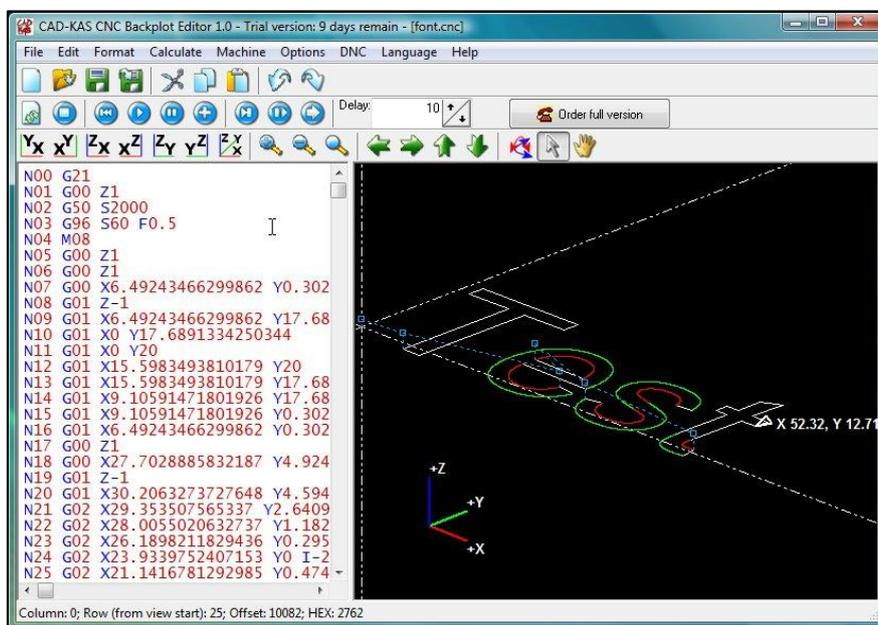 CAD-KAS CNC Backplot Editor 1.0 - Trial version: 9 days remain - [font.cnc]
File Edit Format Calculate Machine Options DNC Language Help
Delay: 10 Order full version
YX XY ZX XZ ZY YZ ZYX
N00 G21
N01 G00 Z1
N02 G50 S2000
N03 G96 S60 F0.5
N04 M08
N05 G00 Z1
N06 G00 Z1
N07 G00 X6.49243466299862 Y0.302
N08 G01 Z-1
N09 G01 X6.49243466299862 Y17.68
N10 G01 X0 Y17.6891334250344
N11 G01 X0 Y20
N12 G01 X15.5983493810179 Y20
N13 G01 X15.5983493810179 Y17.68
N14 G01 X9.10591471801926 Y17.68
N15 G01 X9.10591471801926 Y0.302
N16 G01 X6.49243466299862 Y0.302
N17 G00 Z1
N18 G00 X27.7028885832187 Y4.924
N19 G01 Z-1
N20 G01 X30.2063273727648 Y4.594
N21 G02 X29.353507565337 Y2.6409
N22 G02 X28.0055020632737 Y1.182
N23 G02 X26.1898211829436 Y0.295
N24 G02 X23.9339752407153 Y0 I-2
N25 G02 X21.1416781292985 Y0.474
Test
X 52.32, Y 12.71
+Z
+Y
+X
Column: 0; Row (from view start): 25; Offset: 10082; HEX: 2762